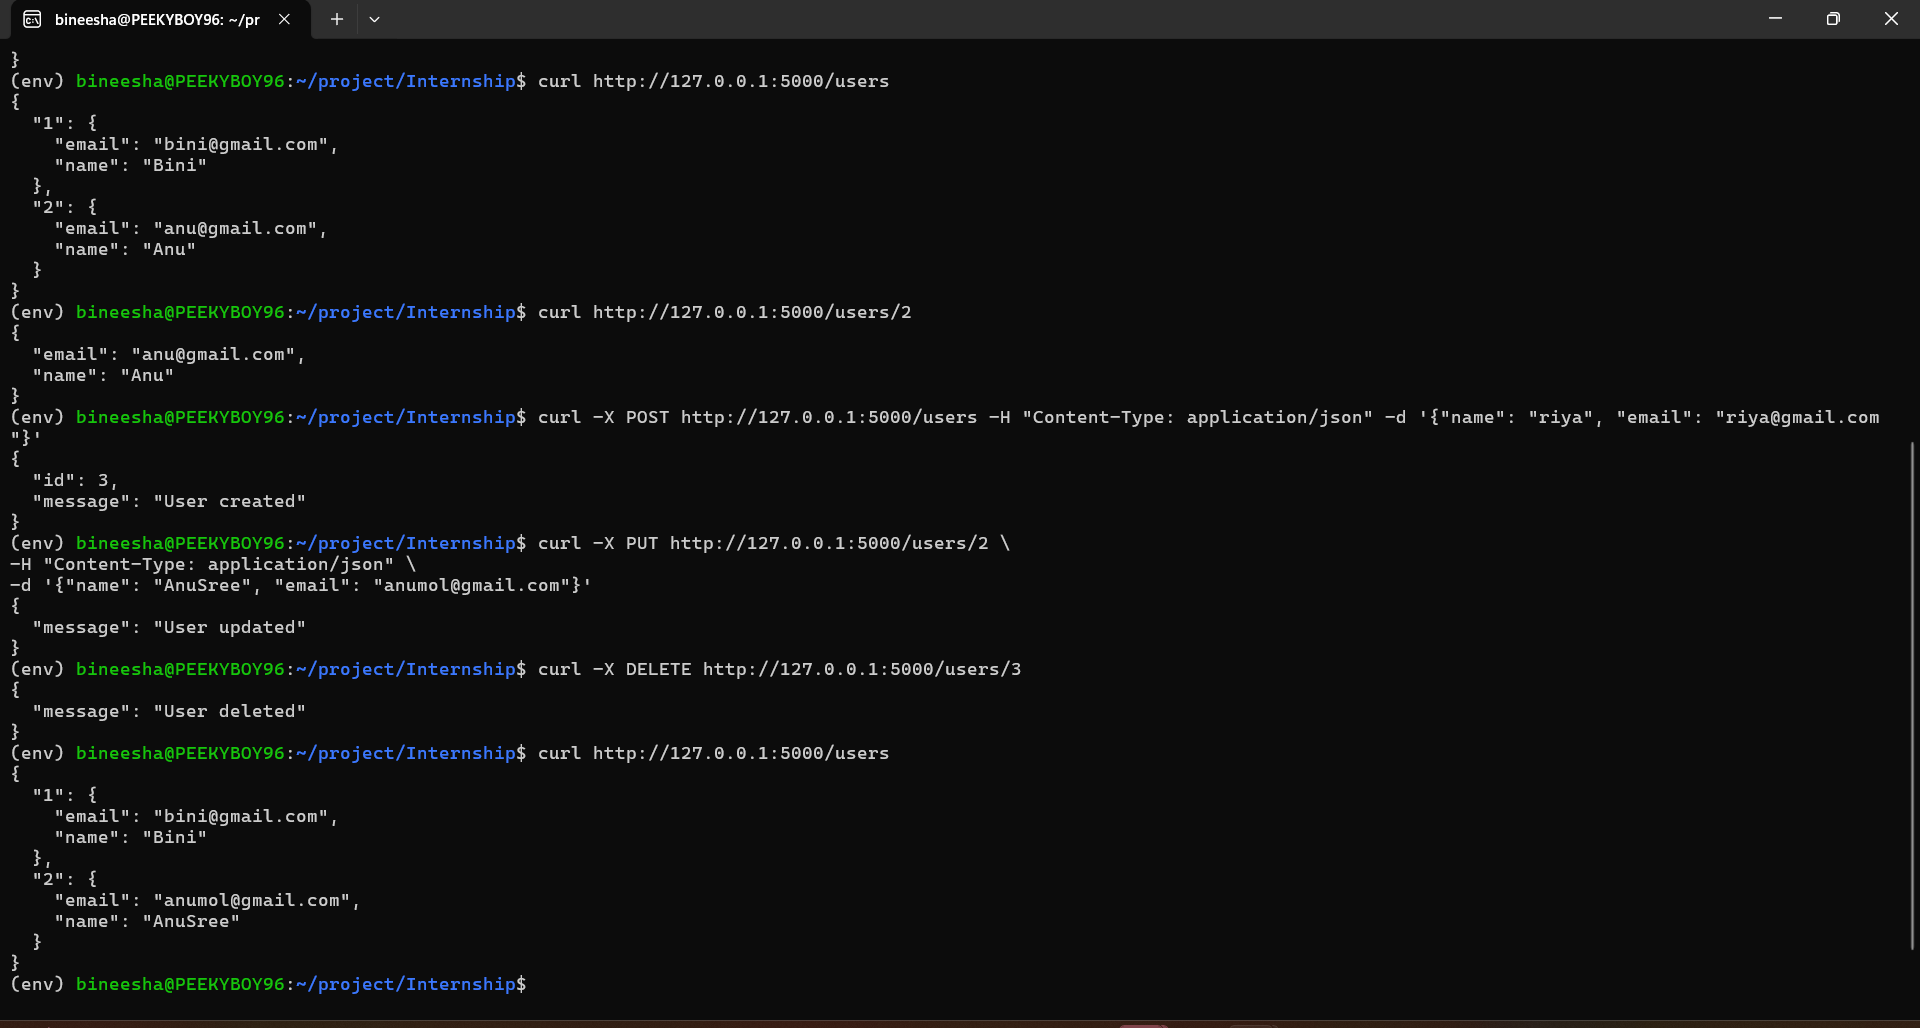 bineesha@PEEKYBOY96: ~/pr
}
(env) bineesha@PEEKYBOY96:~/project/Internship$ curl http://127.0.0.1:5000/users
{
  "1": {
    "email": "bini@gmail.com",
    "name": "Bini"
  },
  "2": {
    "email": "anu@gmail.com",
    "name": "Anu"
  }
}
(env) bineesha@PEEKYBOY96:~/project/Internship$ curl http://127.0.0.1:5000/users/2
{
  "email": "anu@gmail.com",
  "name": "Anu"
}
(env) bineesha@PEEKYBOY96:~/project/Internship$ curl -X POST http://127.0.0.1:5000/users -H "Content-Type: application/json" -d '{"name": "riya", "email": "riya@gmail.com
"}'
{
  "id": 3,
  "message": "User created"
}
(env) bineesha@PEEKYBOY96:~/project/Internship$ curl -X PUT http://127.0.0.1:5000/users/2 \
-H "Content-Type: application/json" \
-d '{"name": "AnuSree", "email": "anumol@gmail.com"}'
{
  "message": "User updated"
}
(env) bineesha@PEEKYBOY96:~/project/Internship$ curl -X DELETE http://127.0.0.1:5000/users/3
{
  "message": "User deleted"
}
(env) bineesha@PEEKYBOY96:~/project/Internship$ curl http://127.0.0.1:5000/users
{
  "1": {
    "email": "bini@gmail.com",
    "name": "Bini"
  },
  "2": {
    "email": "anumol@gmail.com",
    "name": "AnuSree"
  }
}
(env) bineesha@PEEKYBOY96:~/project/Internship$